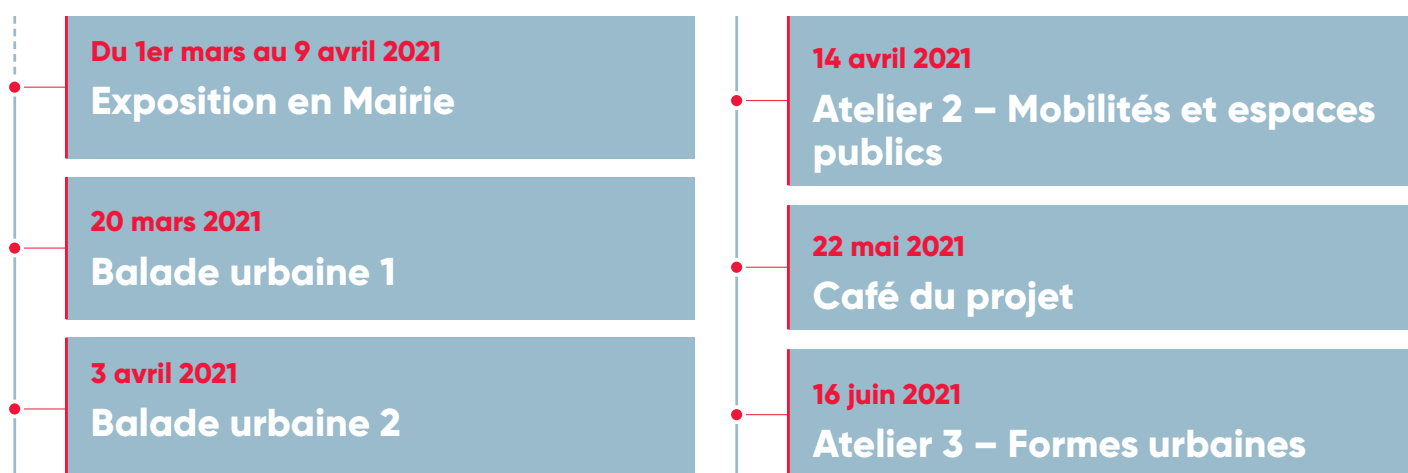 Du 1er mars au 9 avril 2021
Exposition en Mairie
20 mars 2021
Balade urbaine 1
3 avril 2021
Balade urbaine 2
14 avril 2021
Atelier 2 – Mobilités et espaces
publics
22 mai 2021
Café du projet
16 juin 2021
Atelier 3 – Formes urbaines